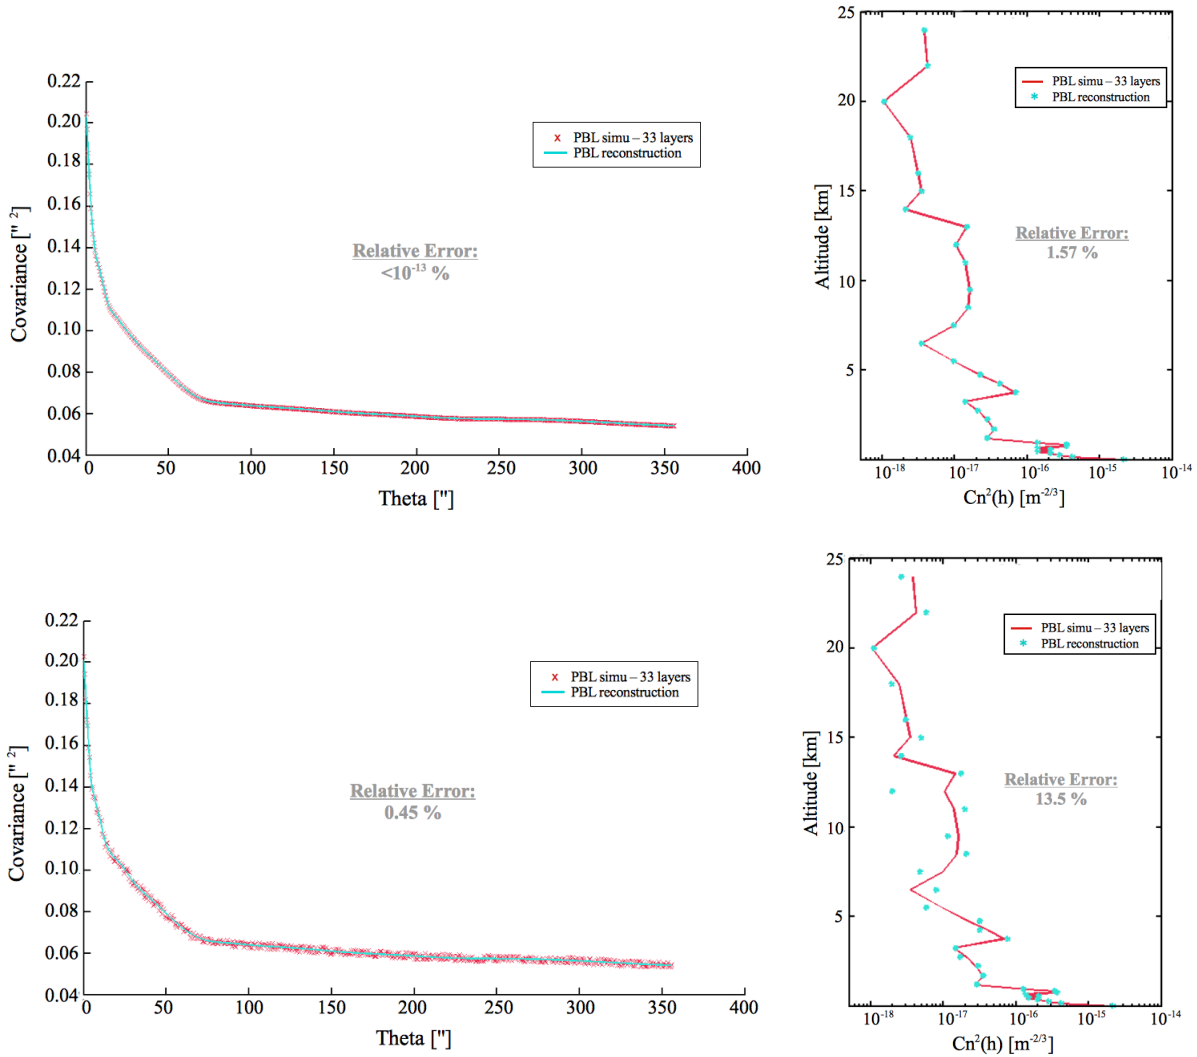 0.22
0.20
0.18
0.16
0.14
0.12
0.10
0.08
0.06
0.04
Covariance [" ²]
0 50 100 150 200 250 300 350 400
Theta ["]
PBL simu – 33 layers
PBL reconstruction
Relative Error:
<10⁻¹³ %
25
20
15
10
5
Altitude [km]
10⁻¹⁸ 10⁻¹⁷ 10⁻¹⁶ 10⁻¹⁵ 10⁻¹⁴
Cn²(h) [m⁻²/³]
PBL simu – 33 layers
PBL reconstruction
Relative Error:
1.57 %
0.22
0.20
0.18
0.16
0.14
0.12
0.10
0.08
0.06
0.04
Covariance [" ²]
0 50 100 150 200 250 300 350 400
Theta ["]
PBL simu – 33 layers
PBL reconstruction
Relative Error:
0.45 %
25
20
15
10
5
Altitude [km]
10⁻¹⁸ 10⁻¹⁷ 10⁻¹⁶ 10⁻¹⁵ 10⁻¹⁴
Cn²(h) [m⁻²/³]
PBL simu – 33 layers
PBL reconstruction
Relative Error:
13.5 %